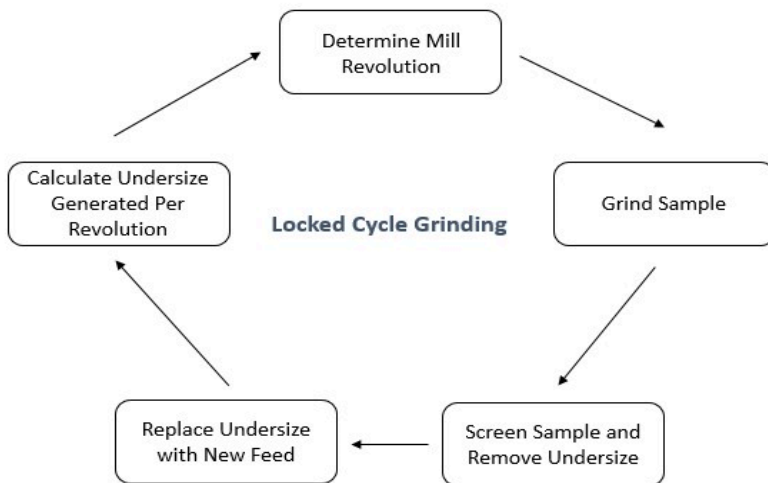 Determine Mill
Revolution
Grind Sample
Screen Sample and
Remove Undersize
Replace Undersize
with New Feed
Calculate Undersize
Generated Per
Revolution
Locked Cycle Grinding